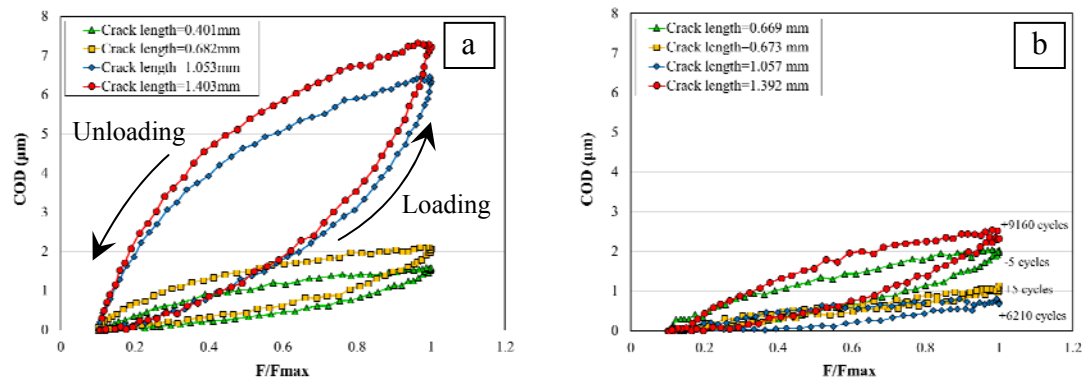 8
7
6
5
4
3
2
1
0
COD (µm)
Crack length=0.401mm
Crack length=0.682mm
Crack length=1.053mm
Crack length=1.403mm
a
Unloading
Loading
0 0.2 0.4 0.6 0.8 1 1.2
F/Fmax
8
7
6
5
4
3
2
1
0
COD (µm)
Crack length=0.669 mm
Crack length=0.673 mm
Crack length=1.057 mm
Crack length=1.392 mm
b
+9160 cycles
-5 cycles
+5 cycles
+6210 cycles
0 0.2 0.4 0.6 0.8 1 1.2
F/Fmax